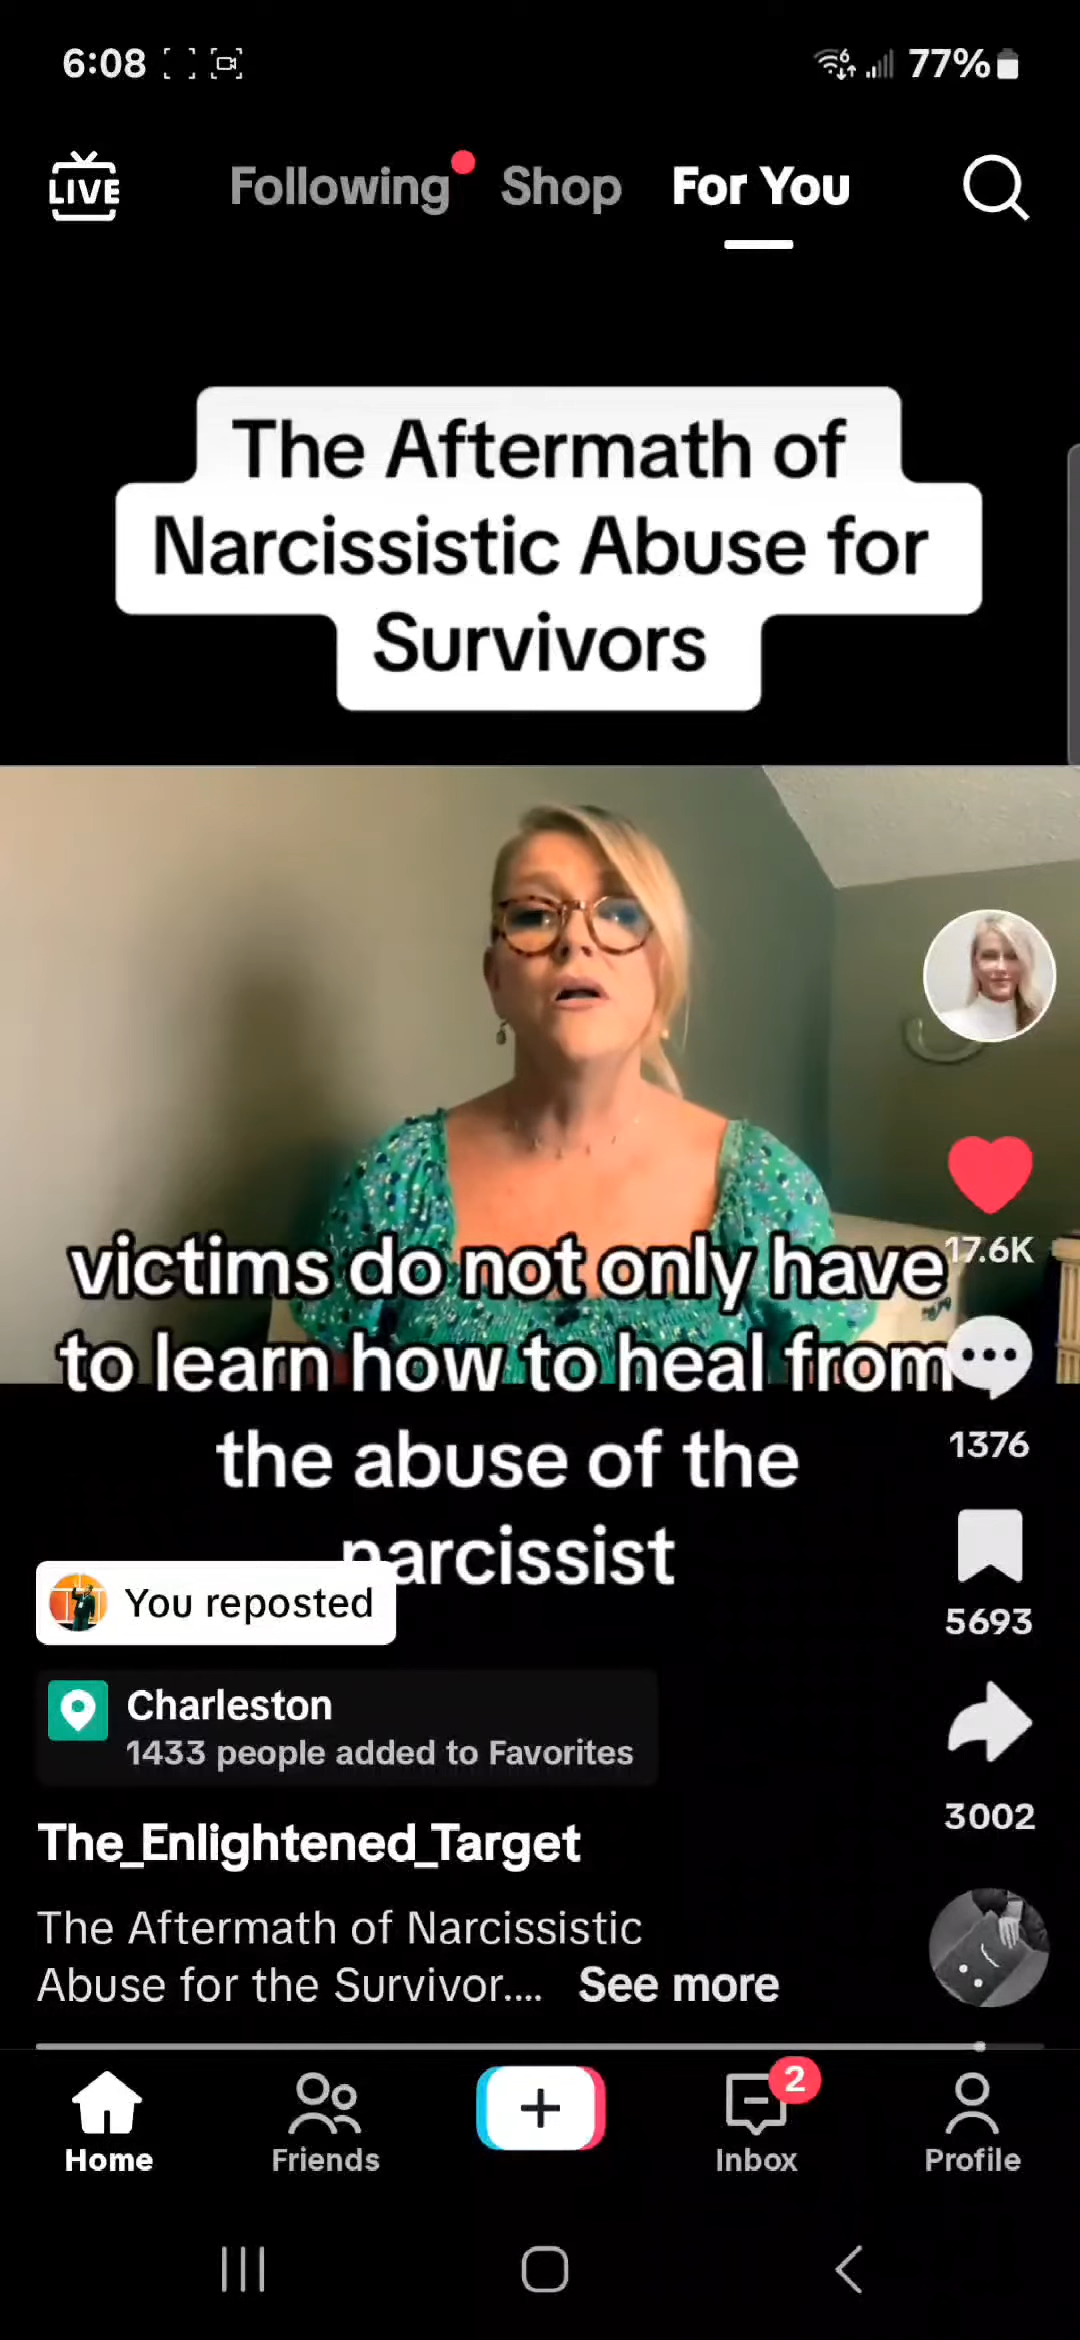 6:08
6
77%
LIVE
Following
Shop
For You
The Aftermath of
Narcissistic Abuse for
Survivors
victims do not only have
to learn how to heal from
the abuse of the
narcissist
17.6K
1376
5693
3002
You reposted
Charleston
1433 people added to Favorites
The_Enlightened_Target
The Aftermath of Narcissistic
Abuse for the Survivor.... See more
Home
Friends
2
Inbox
Profile